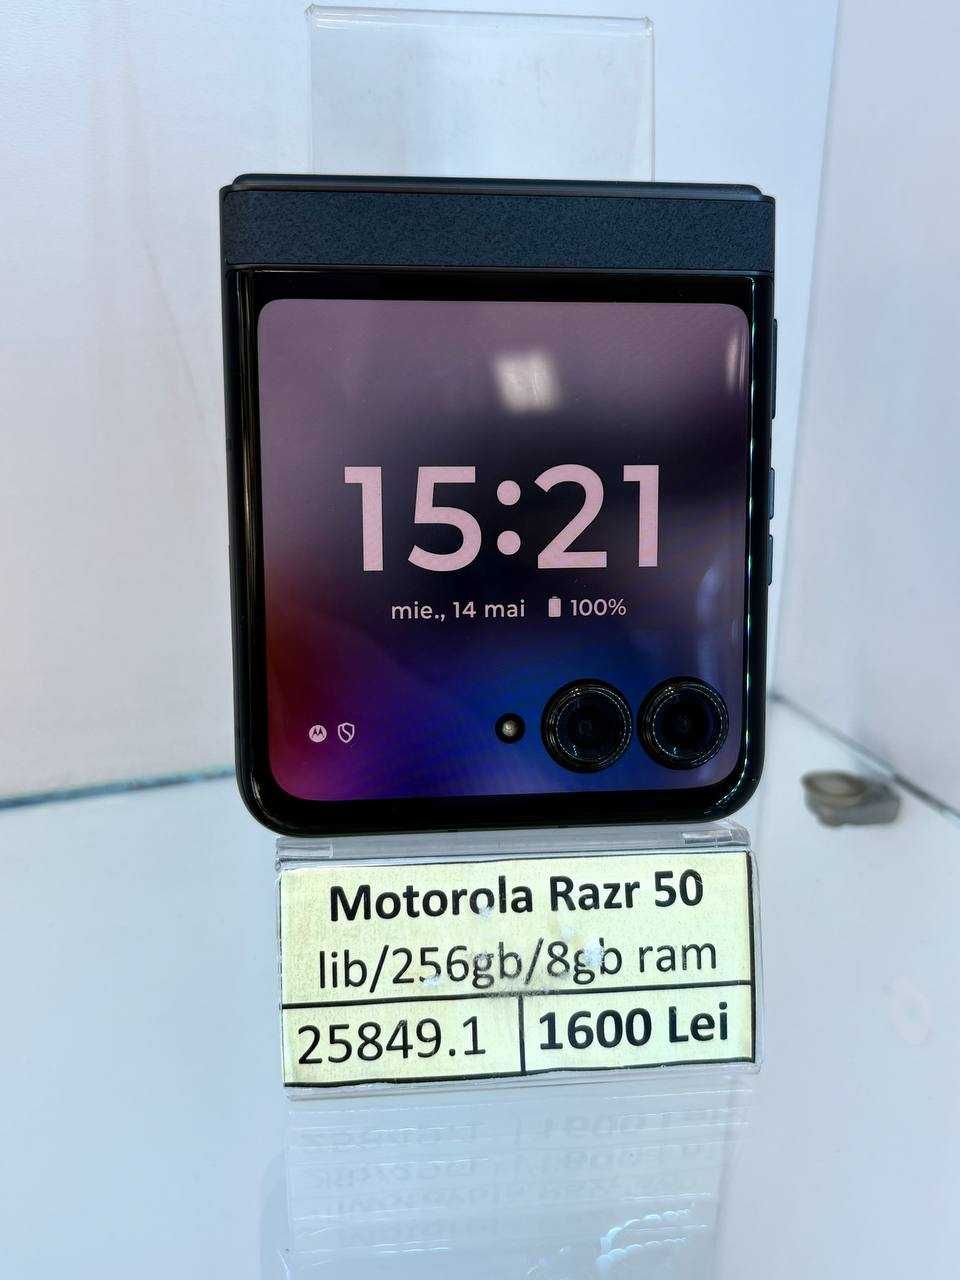 15:21
mie., 14 mai 100%
Motorola Razr 50
lib/256gb/8gb ram
25849.1 1600 Lei